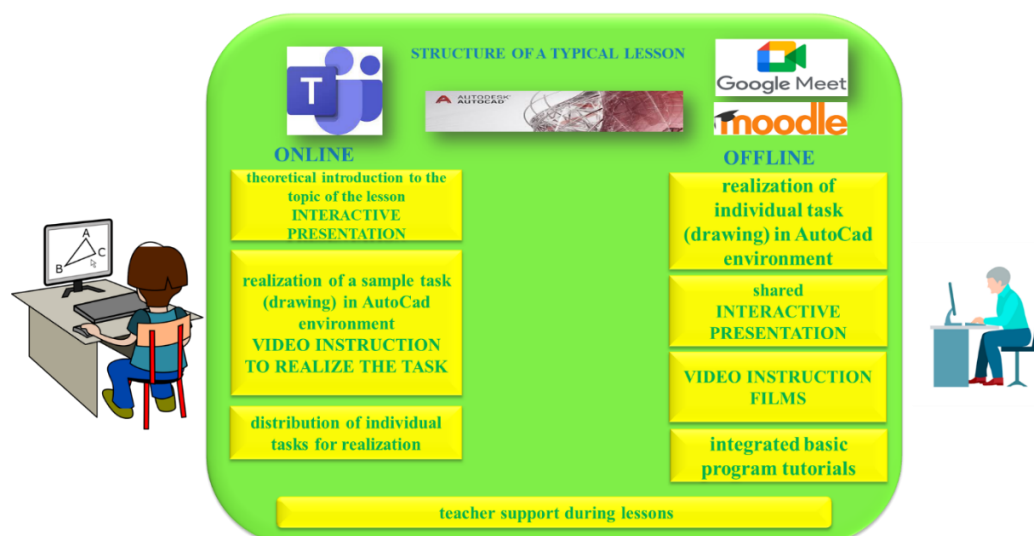 STRUCTURE OF A TYPICAL LESSON
T
AUTODESK
AUTOCAD
Google Meet
moodle
ONLINE
theoretical introduction to the
topic of the lesson
INTERACTIVE
PRESENTATION
realization of a sample task
(drawing) in AutoCad
environment
VIDEO INSTRUCTION
TO REALIZE THE TASK
distribution of individual
tasks for realization
OFFLINE
realization of
individual task
(drawing) in AutoCad
environment
shared
INTERACTIVE
PRESENTATION
VIDEO INSTRUCTION
FILMS
integrated basic
program tutorials
teacher support during lessons
A
B
C